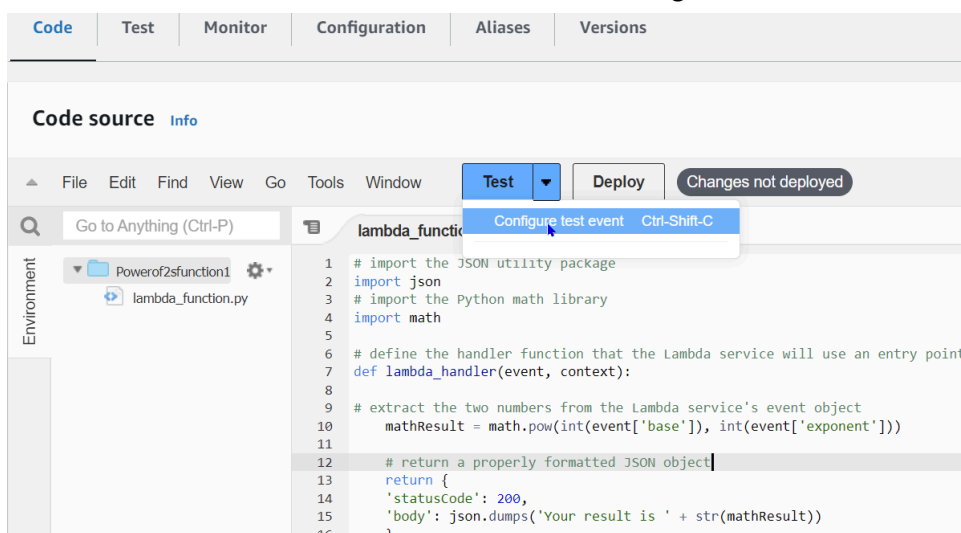 Code Test Monitor Configuration Aliases Versions
Code source Info
File Edit Find View Go Tools Window Test Deploy Changes not deployed
Go to Anything (Ctrl-P)
lambda_functio
Configure test event Ctrl-Shift-C
Environment
Powerof2sfunction1
lambda_function.py
1 # import the JSON utility package
2 import json
3 # import the Python math library
4 import math
5
6 # define the handler function that the Lambda service will use an entry point
7 def lambda_handler(event, context):
8
9 # extract the two numbers from the Lambda service's event object
10 mathResult = math.pow(int(event['base']), int(event['exponent']))
11
12 # return a properly formatted JSON object
13 return {
14 'statusCode': 200,
15 'body': json.dumps('Your result is ' + str(mathResult))